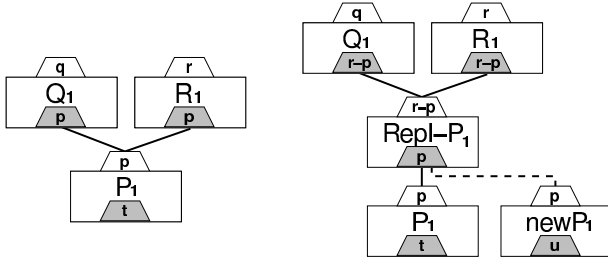 q r
Q1 R1
p p
p
P1
t
q r
Q1 R1
r-p r-p
r-p
Repl-P1
p
p p
P1 newP1
t u